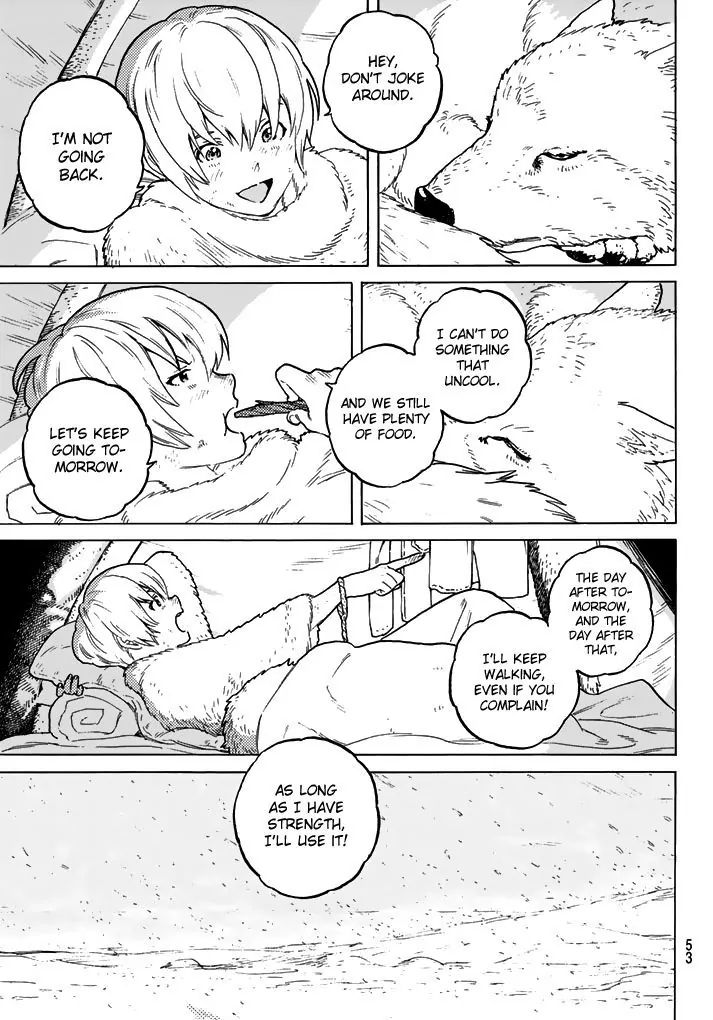 HEY,
DON'T JOKE
AROUND.
I'M NOT
GOING
BACK.
I CAN'T DO
SOMETHING
THAT
UNCOOL.
AND WE STILL
HAVE PLENTY
OF FOOD.
LET'S KEEP
GOING TO-
MORROW.
THE DAY
AFTER TO-
MORROW,
AND THE
DAY AFTER
THAT,
I'LL KEEP
WALKING,
EVEN IF YOU
COMPLAIN!
AS LONG
AS I HAVE
STRENGTH,
I'LL USE IT!
53